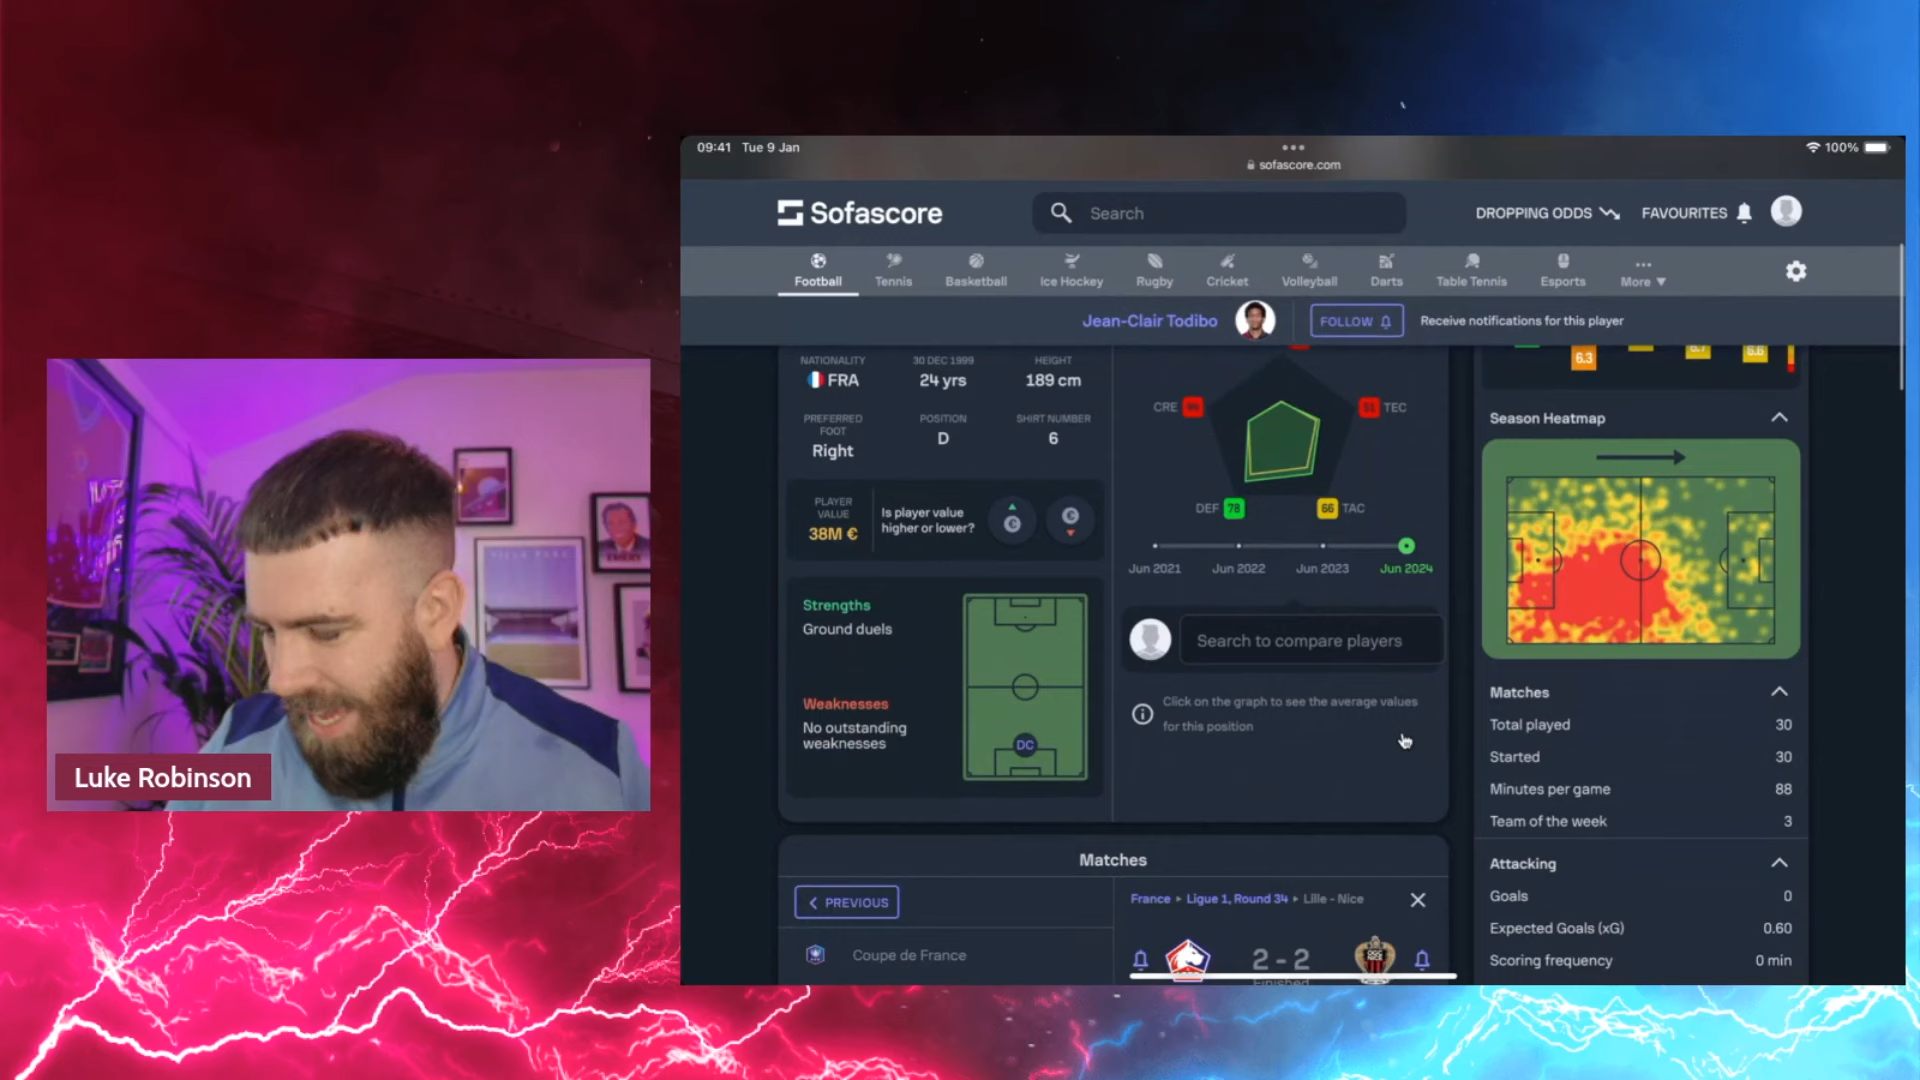 09:41 Tue 9 Jan
100%
sofascore.com
Sofascore
Search
DROPPING ODDS
FAVOURITES
Football
Tennis
Basketball
Ice Hockey
Rugby
Cricket
Volleyball
Darts
Table Tennis
Esports
More
Jean-Clair Todibo
FOLLOW
Receive notifications for this player
NATIONALITY
FRA
30 DEC 1999
24 yrs
HEIGHT
189 cm
PREFERRED
FOOT
Right
POSITION
D
SHIRT NUMBER
6
PLAYER
VALUE
38M €
Is player value
higher or lower?
Strengths
Ground duels
Weaknesses
No outstanding
weaknesses
DC
CRE
TEC
DEF 78
66 TAC
Jun 2021
Jun 2022
Jun 2023
Jun 2024
Search to compare players
Click on the graph to see the average values
for this position
6.3
6.6
Season Heatmap
Matches
Total played 30
Started 30
Minutes per game 88
Team of the week 3
Attacking
Goals 0
Expected Goals (xG) 0.60
Scoring frequency 0 min
Matches
PREVIOUS
Coupe de France
France Ligue 1, Round 34 Lille - Nice
2 - 2
Finished
VILLA PARK
EMERY
Luke Robinson